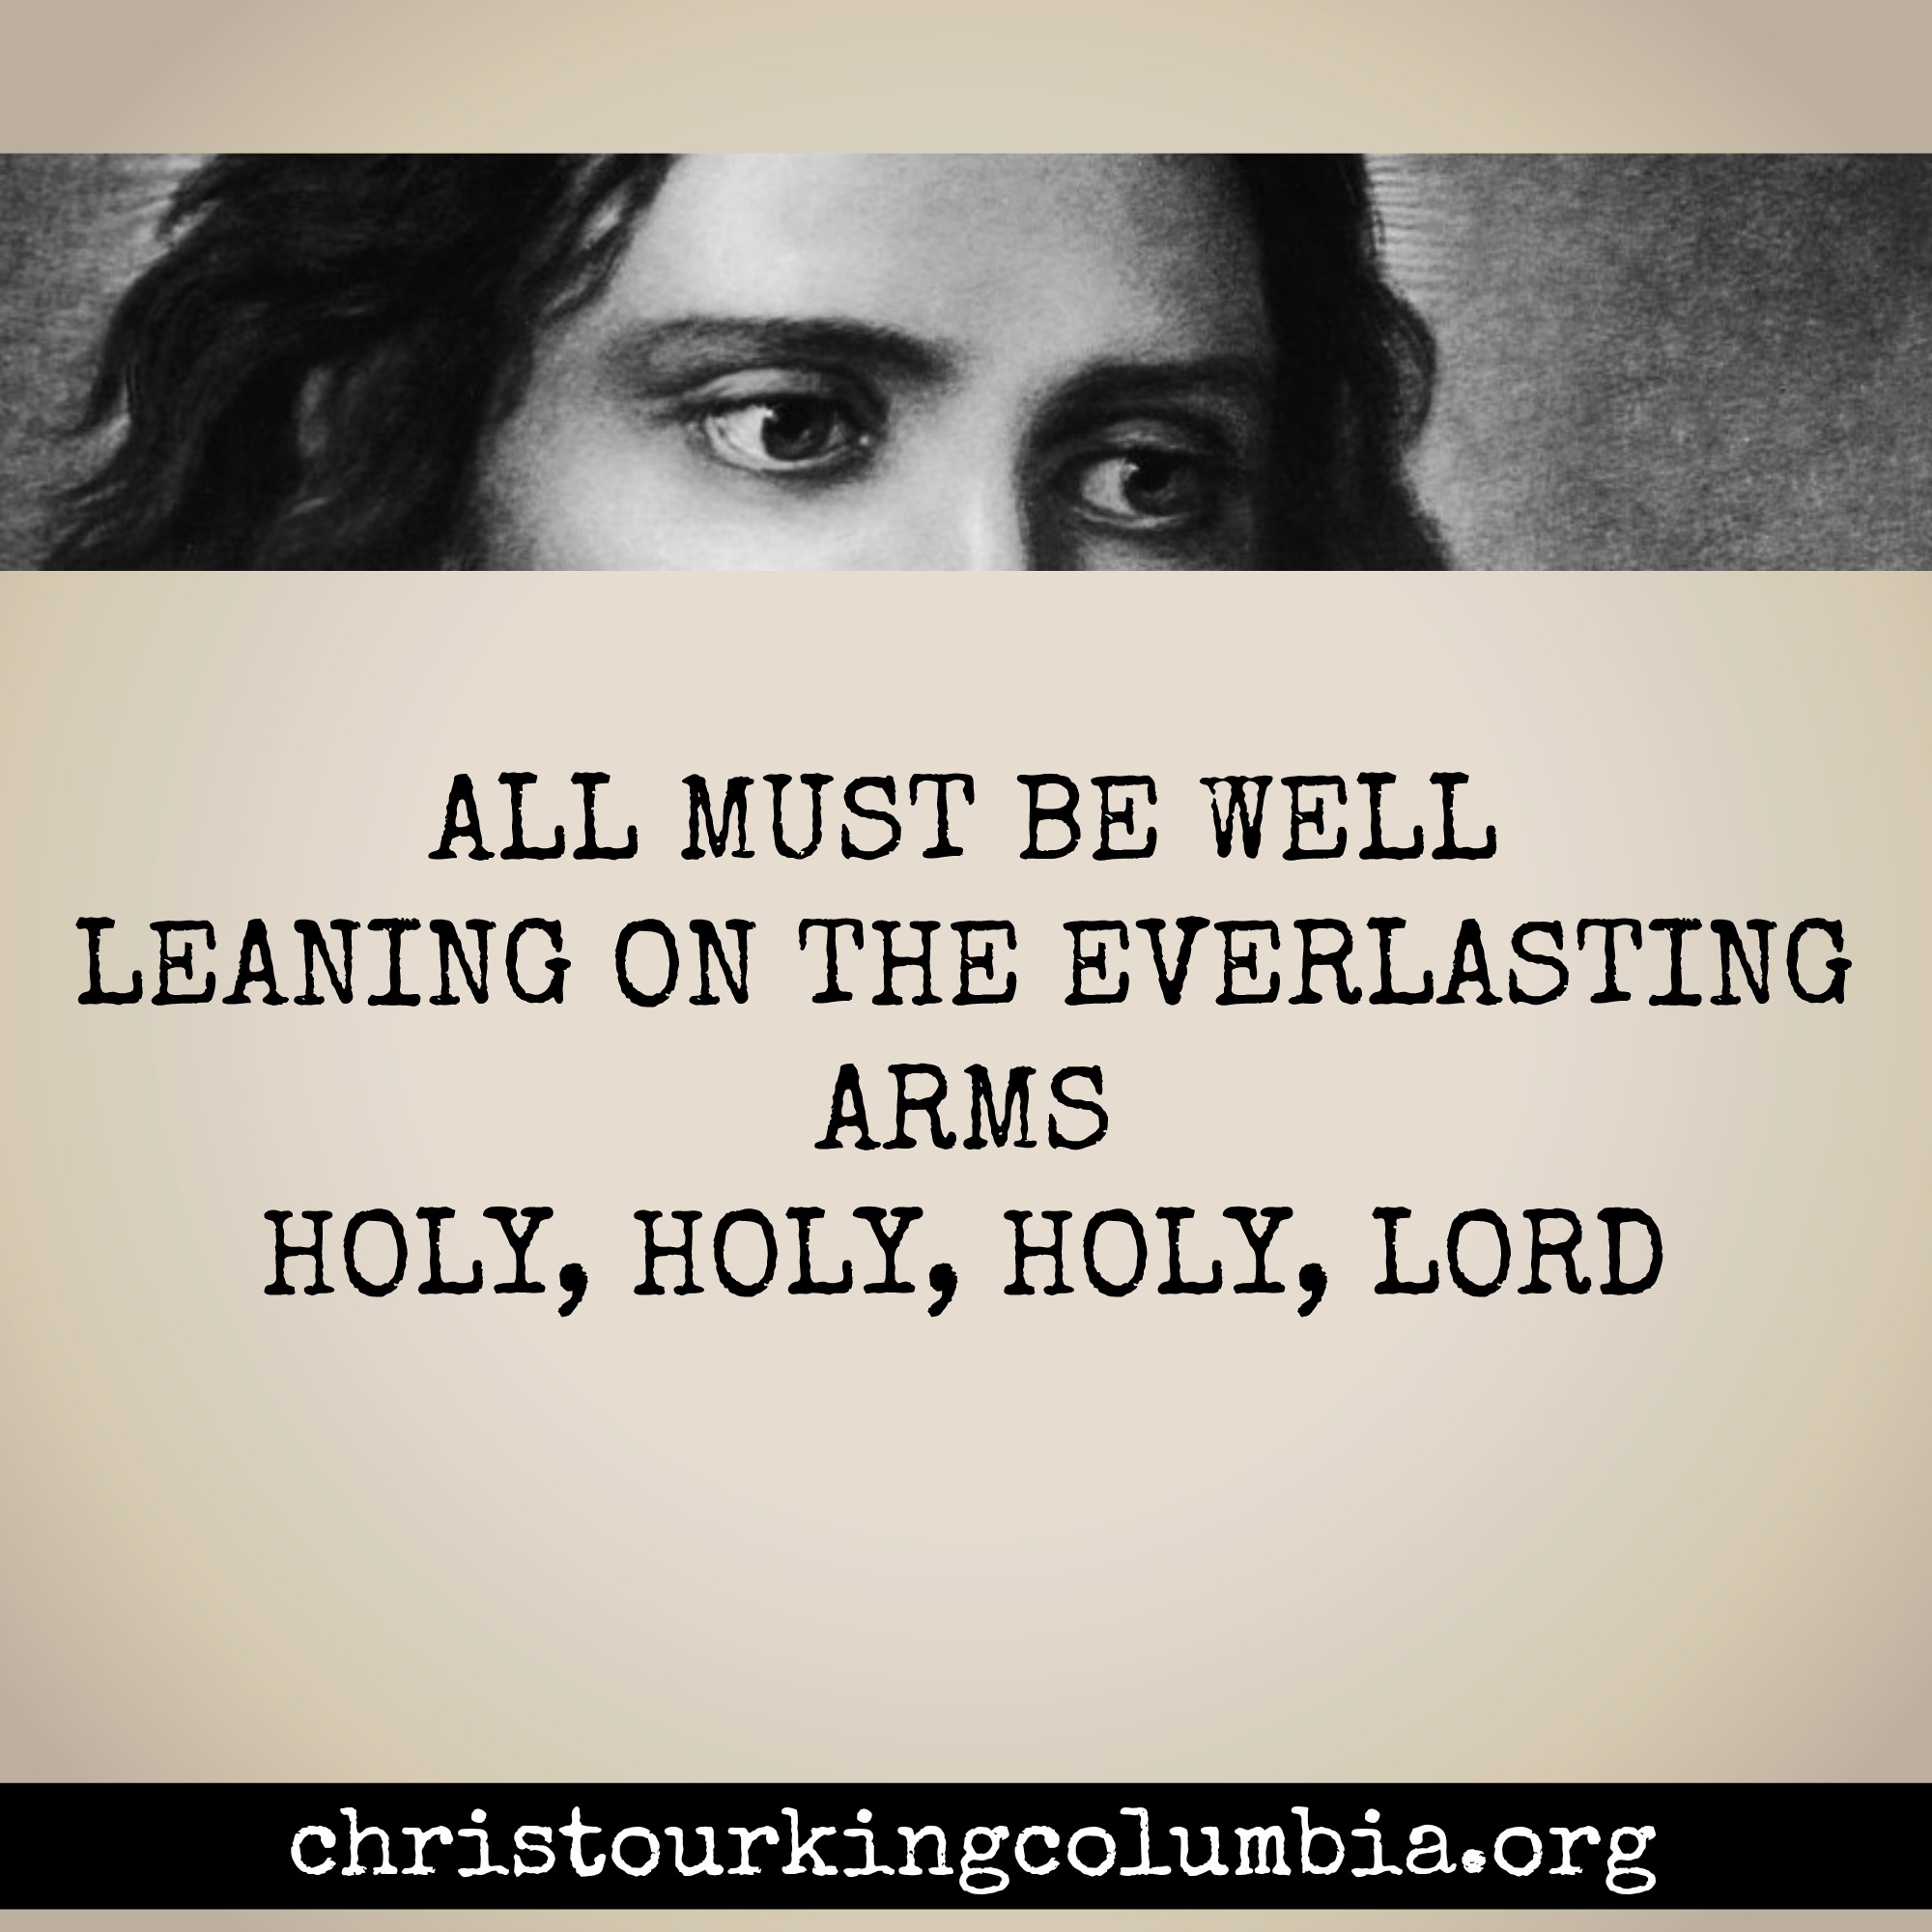 ALL MUST BE WELL
LEANING ON THE EVERLASTING
ARMS
HOLY, HOLY, HOLY, LORD
christourkingcolumbia.org